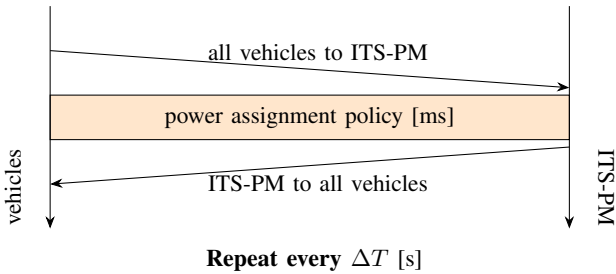 all vehicles to ITS-PM
power assignment policy [ms]
ITS-PM to all vehicles
vehicles
ITS-PM
Repeat every ΔT [s]